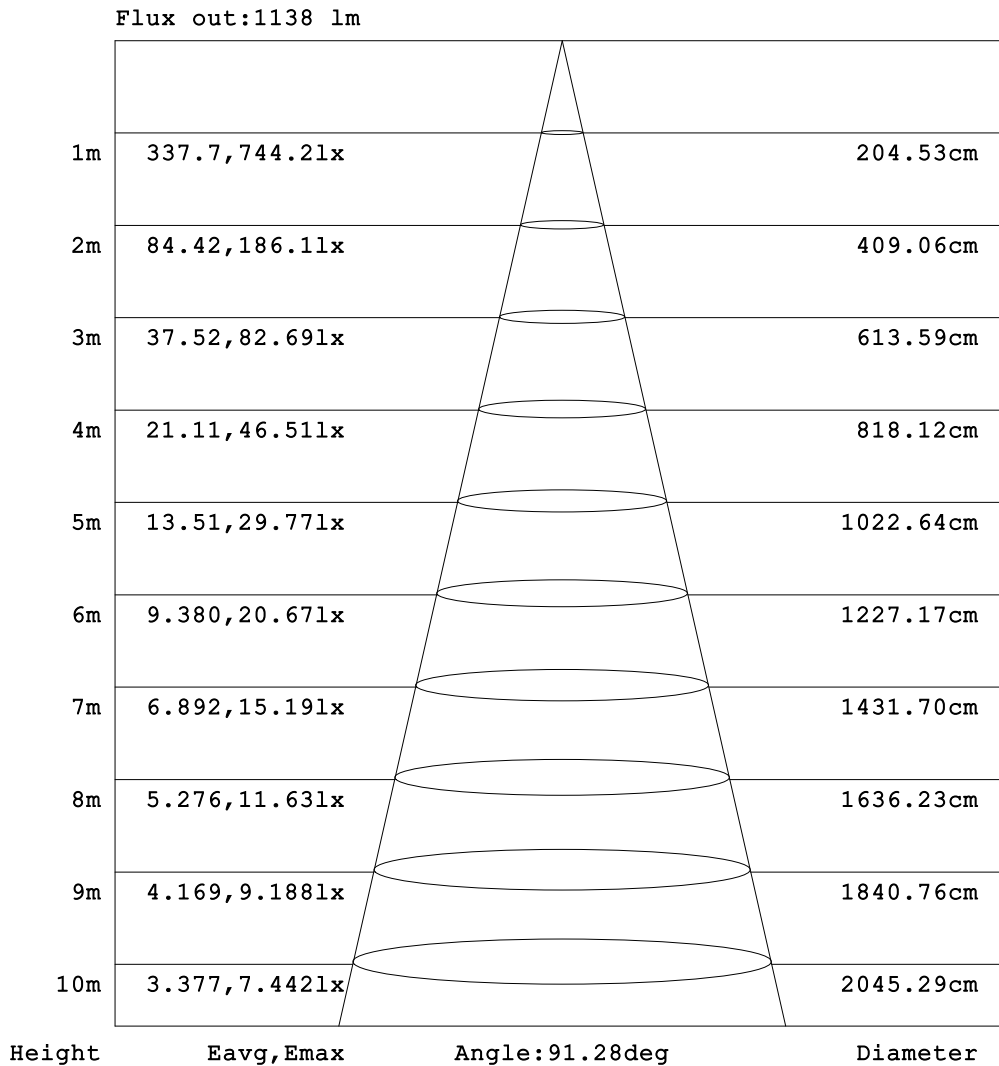 Flux out:1138 lm
1m 337.7,744.2lx 204.53cm
2m 84.42,186.1lx 409.06cm
3m 37.52,82.69lx 613.59cm
4m 21.11,46.51lx 818.12cm
5m 13.51,29.77lx 1022.64cm
6m 9.380,20.67lx 1227.17cm
7m 6.892,15.19lx 1431.70cm
8m 5.276,11.63lx 1636.23cm
9m 4.169,9.188lx 1840.76cm
10m 3.377,7.442lx 2045.29cm
Height Eavg,Emax Angle:91.28deg Diameter